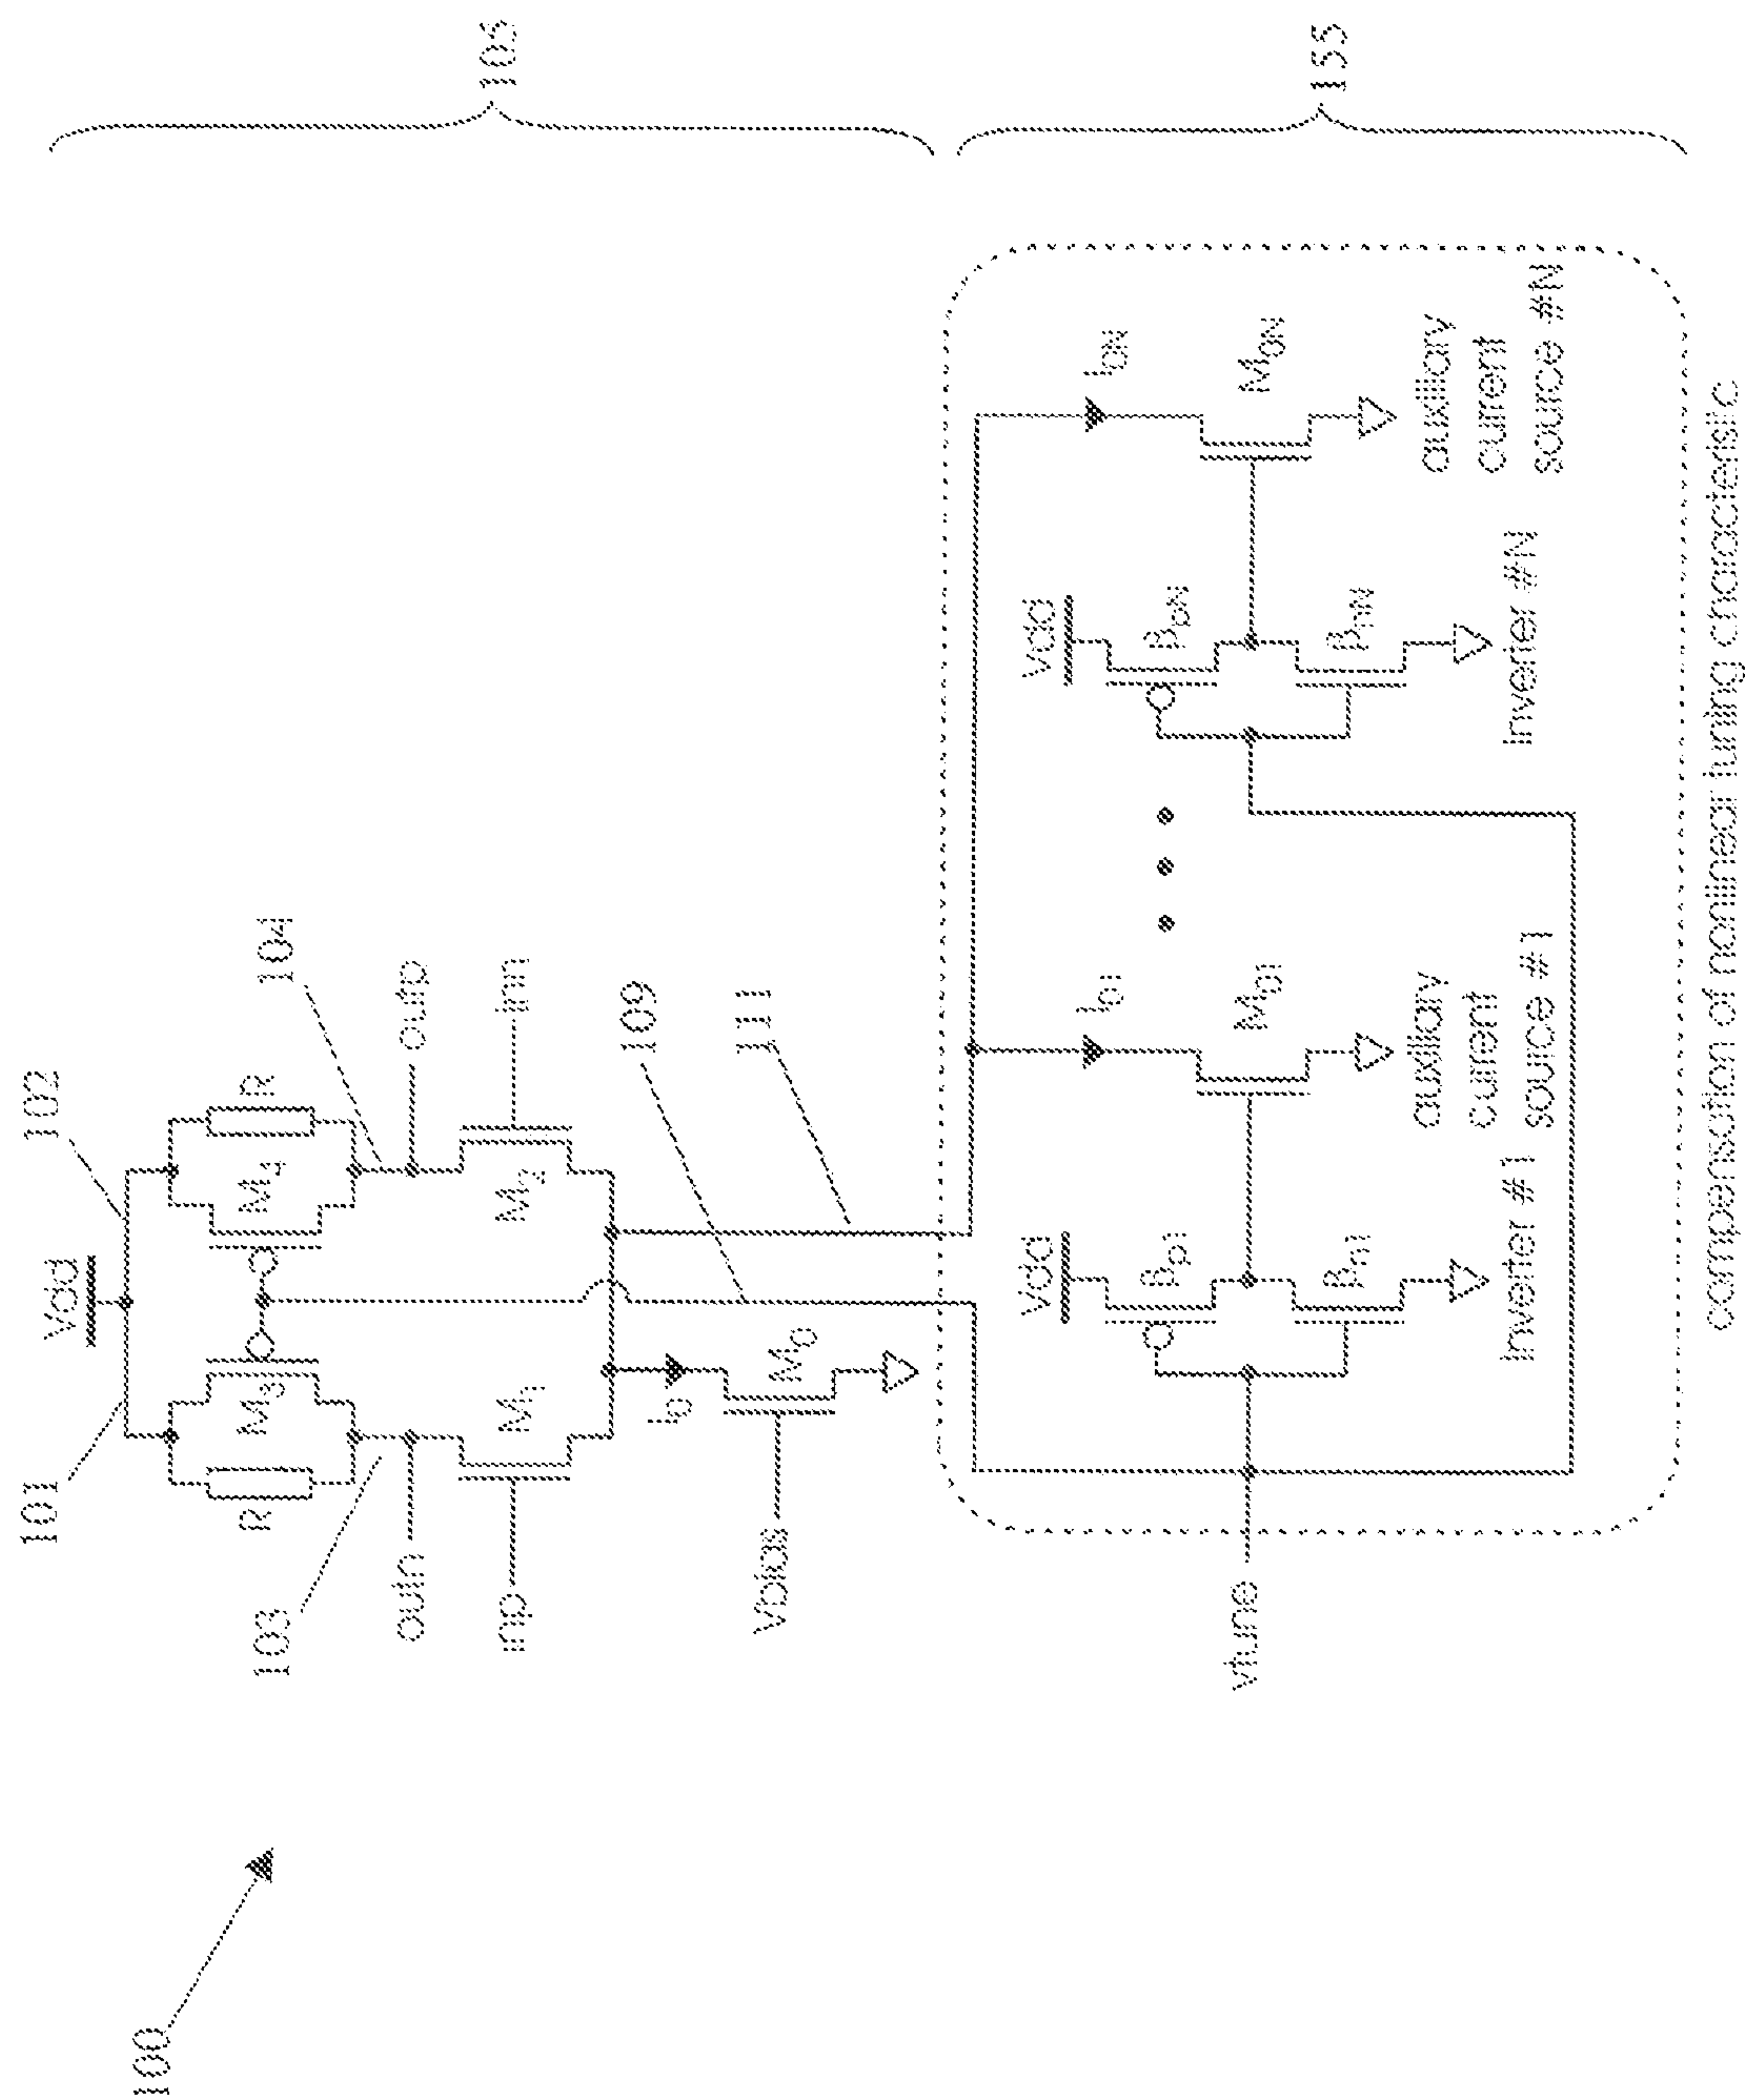 100
101
102
Vdd
R
M3
M4
R
103
104
outn
outp
inp
M1
M2
inn
109
I0
M0
Vbias
111
105
vtune
Vdd
Bp1
Bn1
Inverter #1
I01
M01
auxiliary
current
source #1
Vdd
BpN
BnN
Inverter #N
I0N
M0N
auxiliary
current
source #N
155
compensation of nonlinear tuning characteristic